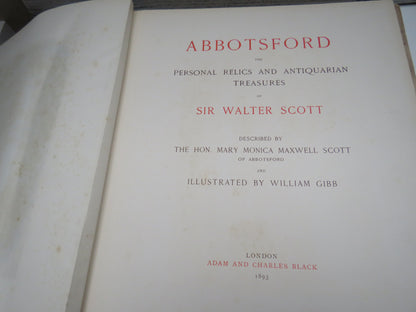 ABBOTSFORD
THE
PERSONAL RELICS AND ANTIQUARIAN
TREASURES
OF
SIR WALTER SCOTT
DESCRIBED BY
THE HON. MARY MONICA MAXWELL SCOTT
OF ABBOTSFORD
AND
ILLUSTRATED BY WILLIAM GIBB
LONDON
ADAM AND CHARLES BLACK
1893